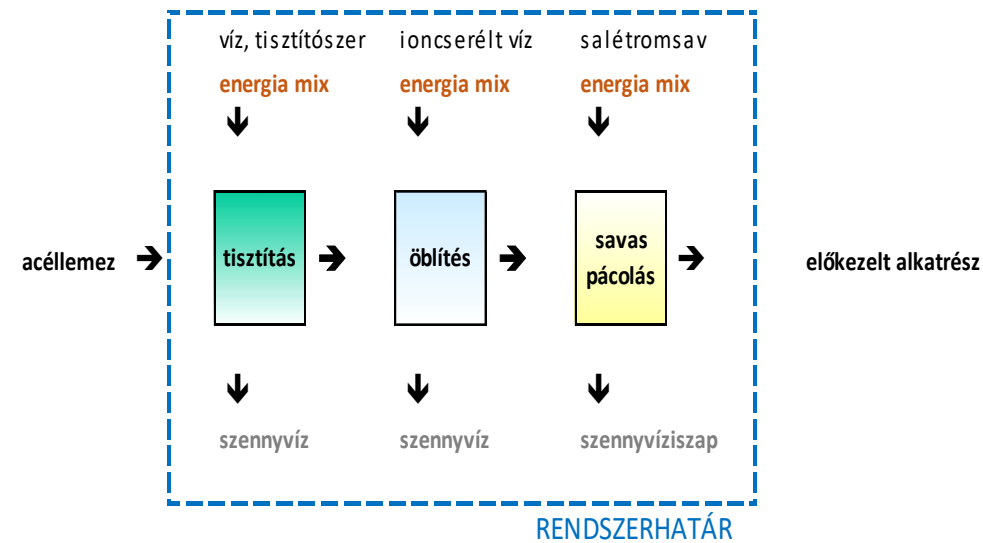 víz, tisztítószer
ioncserélt víz
salétromsav
energia mix
energia mix
energia mix
acéllemez
tisztítás
öblítés
savas
pácolás
előkezelt alkatrész
szennyvíz
szennyvíz
szennyvíziszap
RENDSZERHATÁR